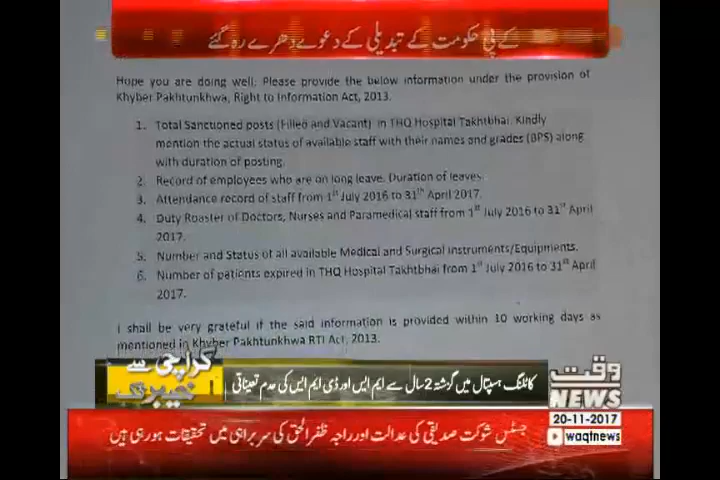 کے پی حکومت کے تبدیلی کے دعوے دھرے رہ گئے
Hope you are doing well. Please provide the below information under the provision of
Khyber Pakhtunkhwa, Right to Information Act, 2013.
1. Total Sanctioned posts (Filled and Vacant) in THQ Hospital Takhtbhai. Kindly
mention the actual status of available staff with their names and grades (BPS) along
with duration of posting.
2. Record of employees who are on long leave. Duration of leaves.
3. Attendance record of staff from 1st July 2016 to 31th April 2017.
4. Duty Roaster of Doctors, Nurses and Paramedical staff from 1st July 2016 to 31st April
2017.
5. Number and Status of all available Medical and Surgical Instruments/Equipments.
6. Number of patients expired in THQ Hospital Takhtbhai from 1st July 2016 to 31st April
2017.
I shall be very grateful if the said information is provided within 10 working days as
mentioned in Khyber Pakhtunkhwa RTI Act, 2013.
کراچی سے
خیبر تک
کاٹلنگ ہسپتال میں گزشتہ 2 سال سے ایم ایس اور ڈی ایم ایس کی عدم تعیناتی
وقت
NEWS
20-11-2017
waqtnews
جسٹس شوکت صدیقی کی عدالت اور راجہ ظفر الحق کی سربراہی میں تحقیقات ہو رہی ہیں